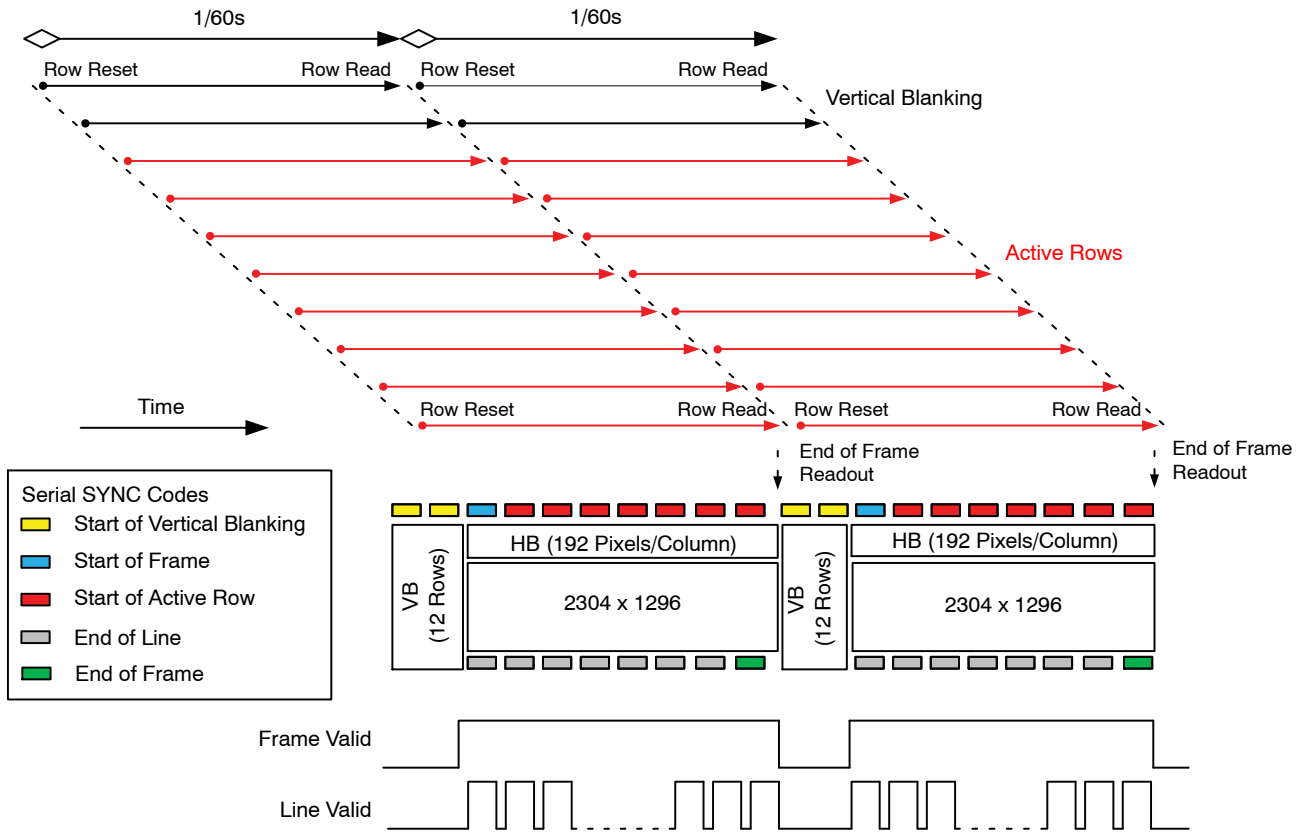 1/60s
1/60s
Row Reset
Row Read
Row Reset
Row Read
Vertical Blanking
Active Rows
Time
Row Reset
Row Read
Row Reset
Row Read
End of Frame
Readout
End of Frame
Readout
Serial SYNC Codes
Start of Vertical Blanking
Start of Frame
Start of Active Row
End of Line
End of Frame
VB
(12 Rows)
HB (192 Pixels/Column)
2304 x 1296
VB
(12 Rows)
HB (192 Pixels/Column)
2304 x 1296
Frame Valid
Line Valid